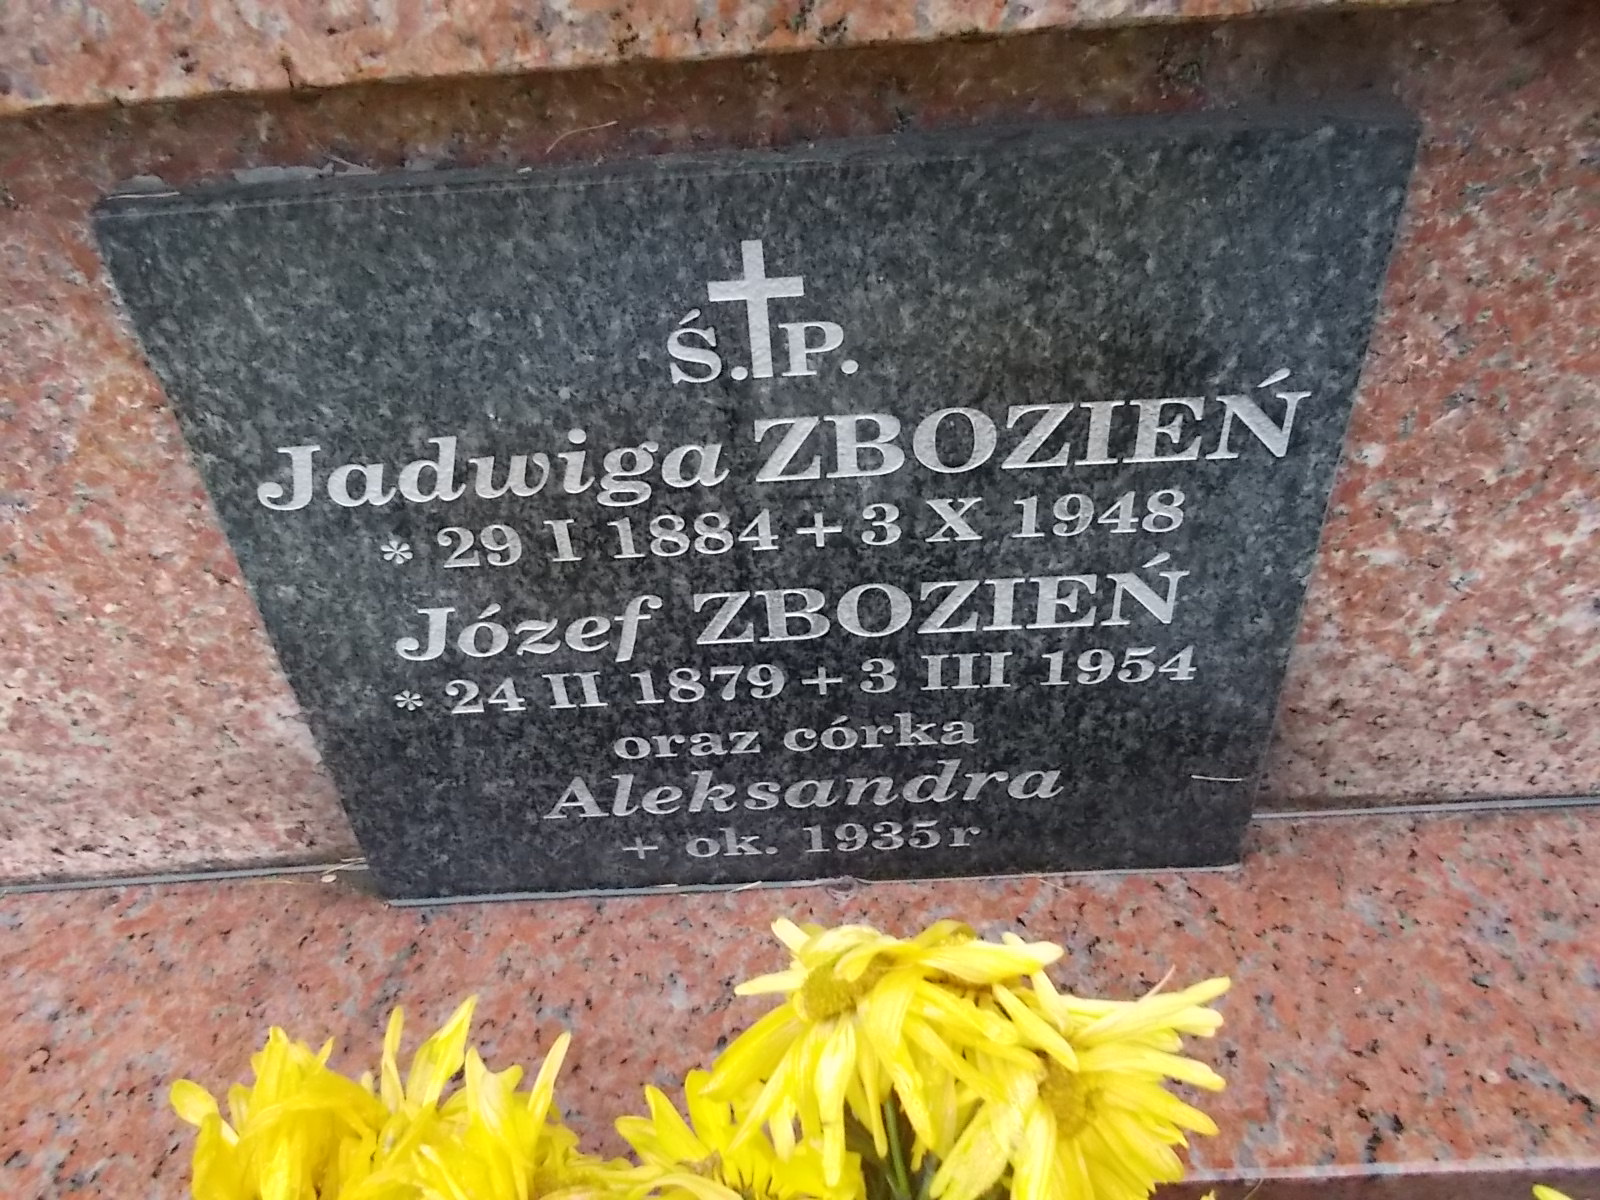 Ś.†P.
Jadwiga ZBOZIEŃ
* 29 I 1884 + 3 X 1948
Józef ZBOZIEŃ
* 24 II 1879 + 3 III 1954
oraz córka
Aleksandra
+ ok. 1935r